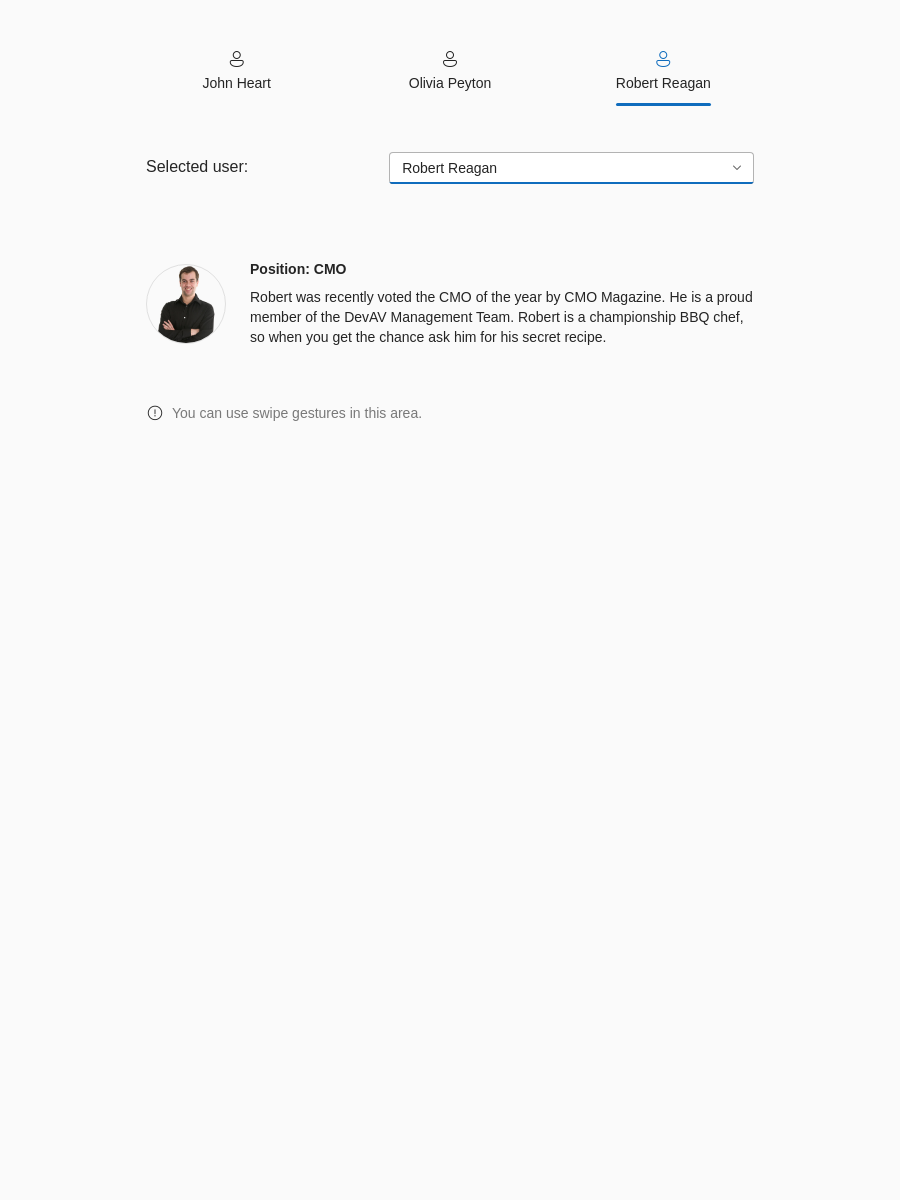 John Heart
Olivia Peyton
Robert Reagan
Selected user:
Robert Reagan
Position: CMO
Robert was recently voted the CMO of the year by CMO Magazine. He is a proud
member of the DevAV Management Team. Robert is a championship BBQ chef,
so when you get the chance ask him for his secret recipe.
You can use swipe gestures in this area.